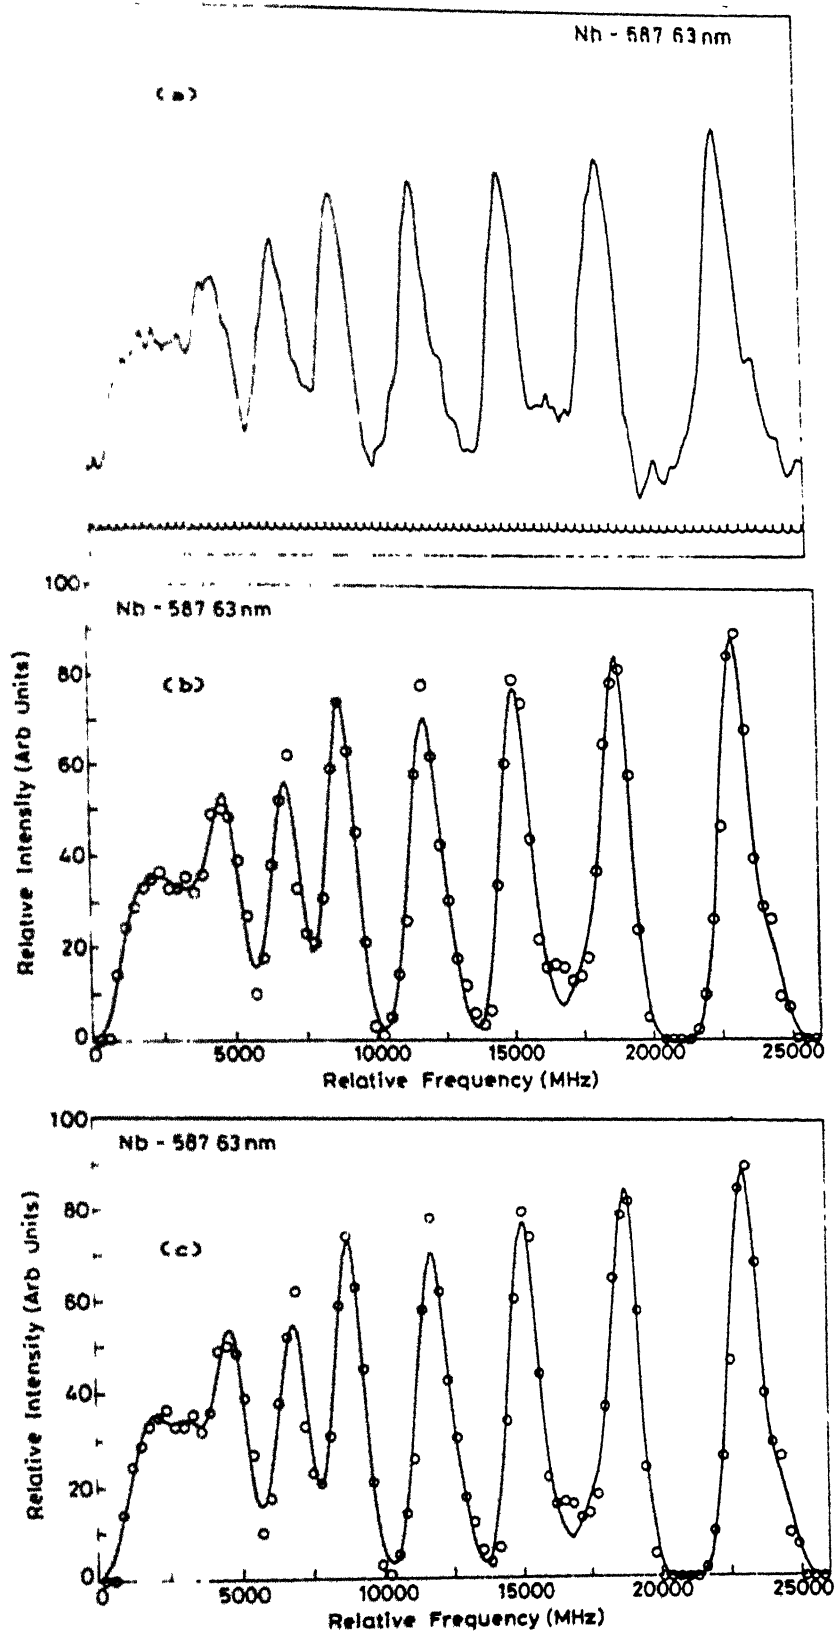 Nb - 587 63 nm
(a)
100
Nb - 587 63 nm
80
(b)
60
40
20
0
Relative Intensity (Arb Units)
0 5000 10000 15000 20000 25000
Relative Frequency (MHz)
100
Nb - 587 63 nm
80
(c)
60
40
20
0
Relative Intensity (Arb Units)
0 5000 10000 15000 20000 25000
Relative Frequency (MHz)